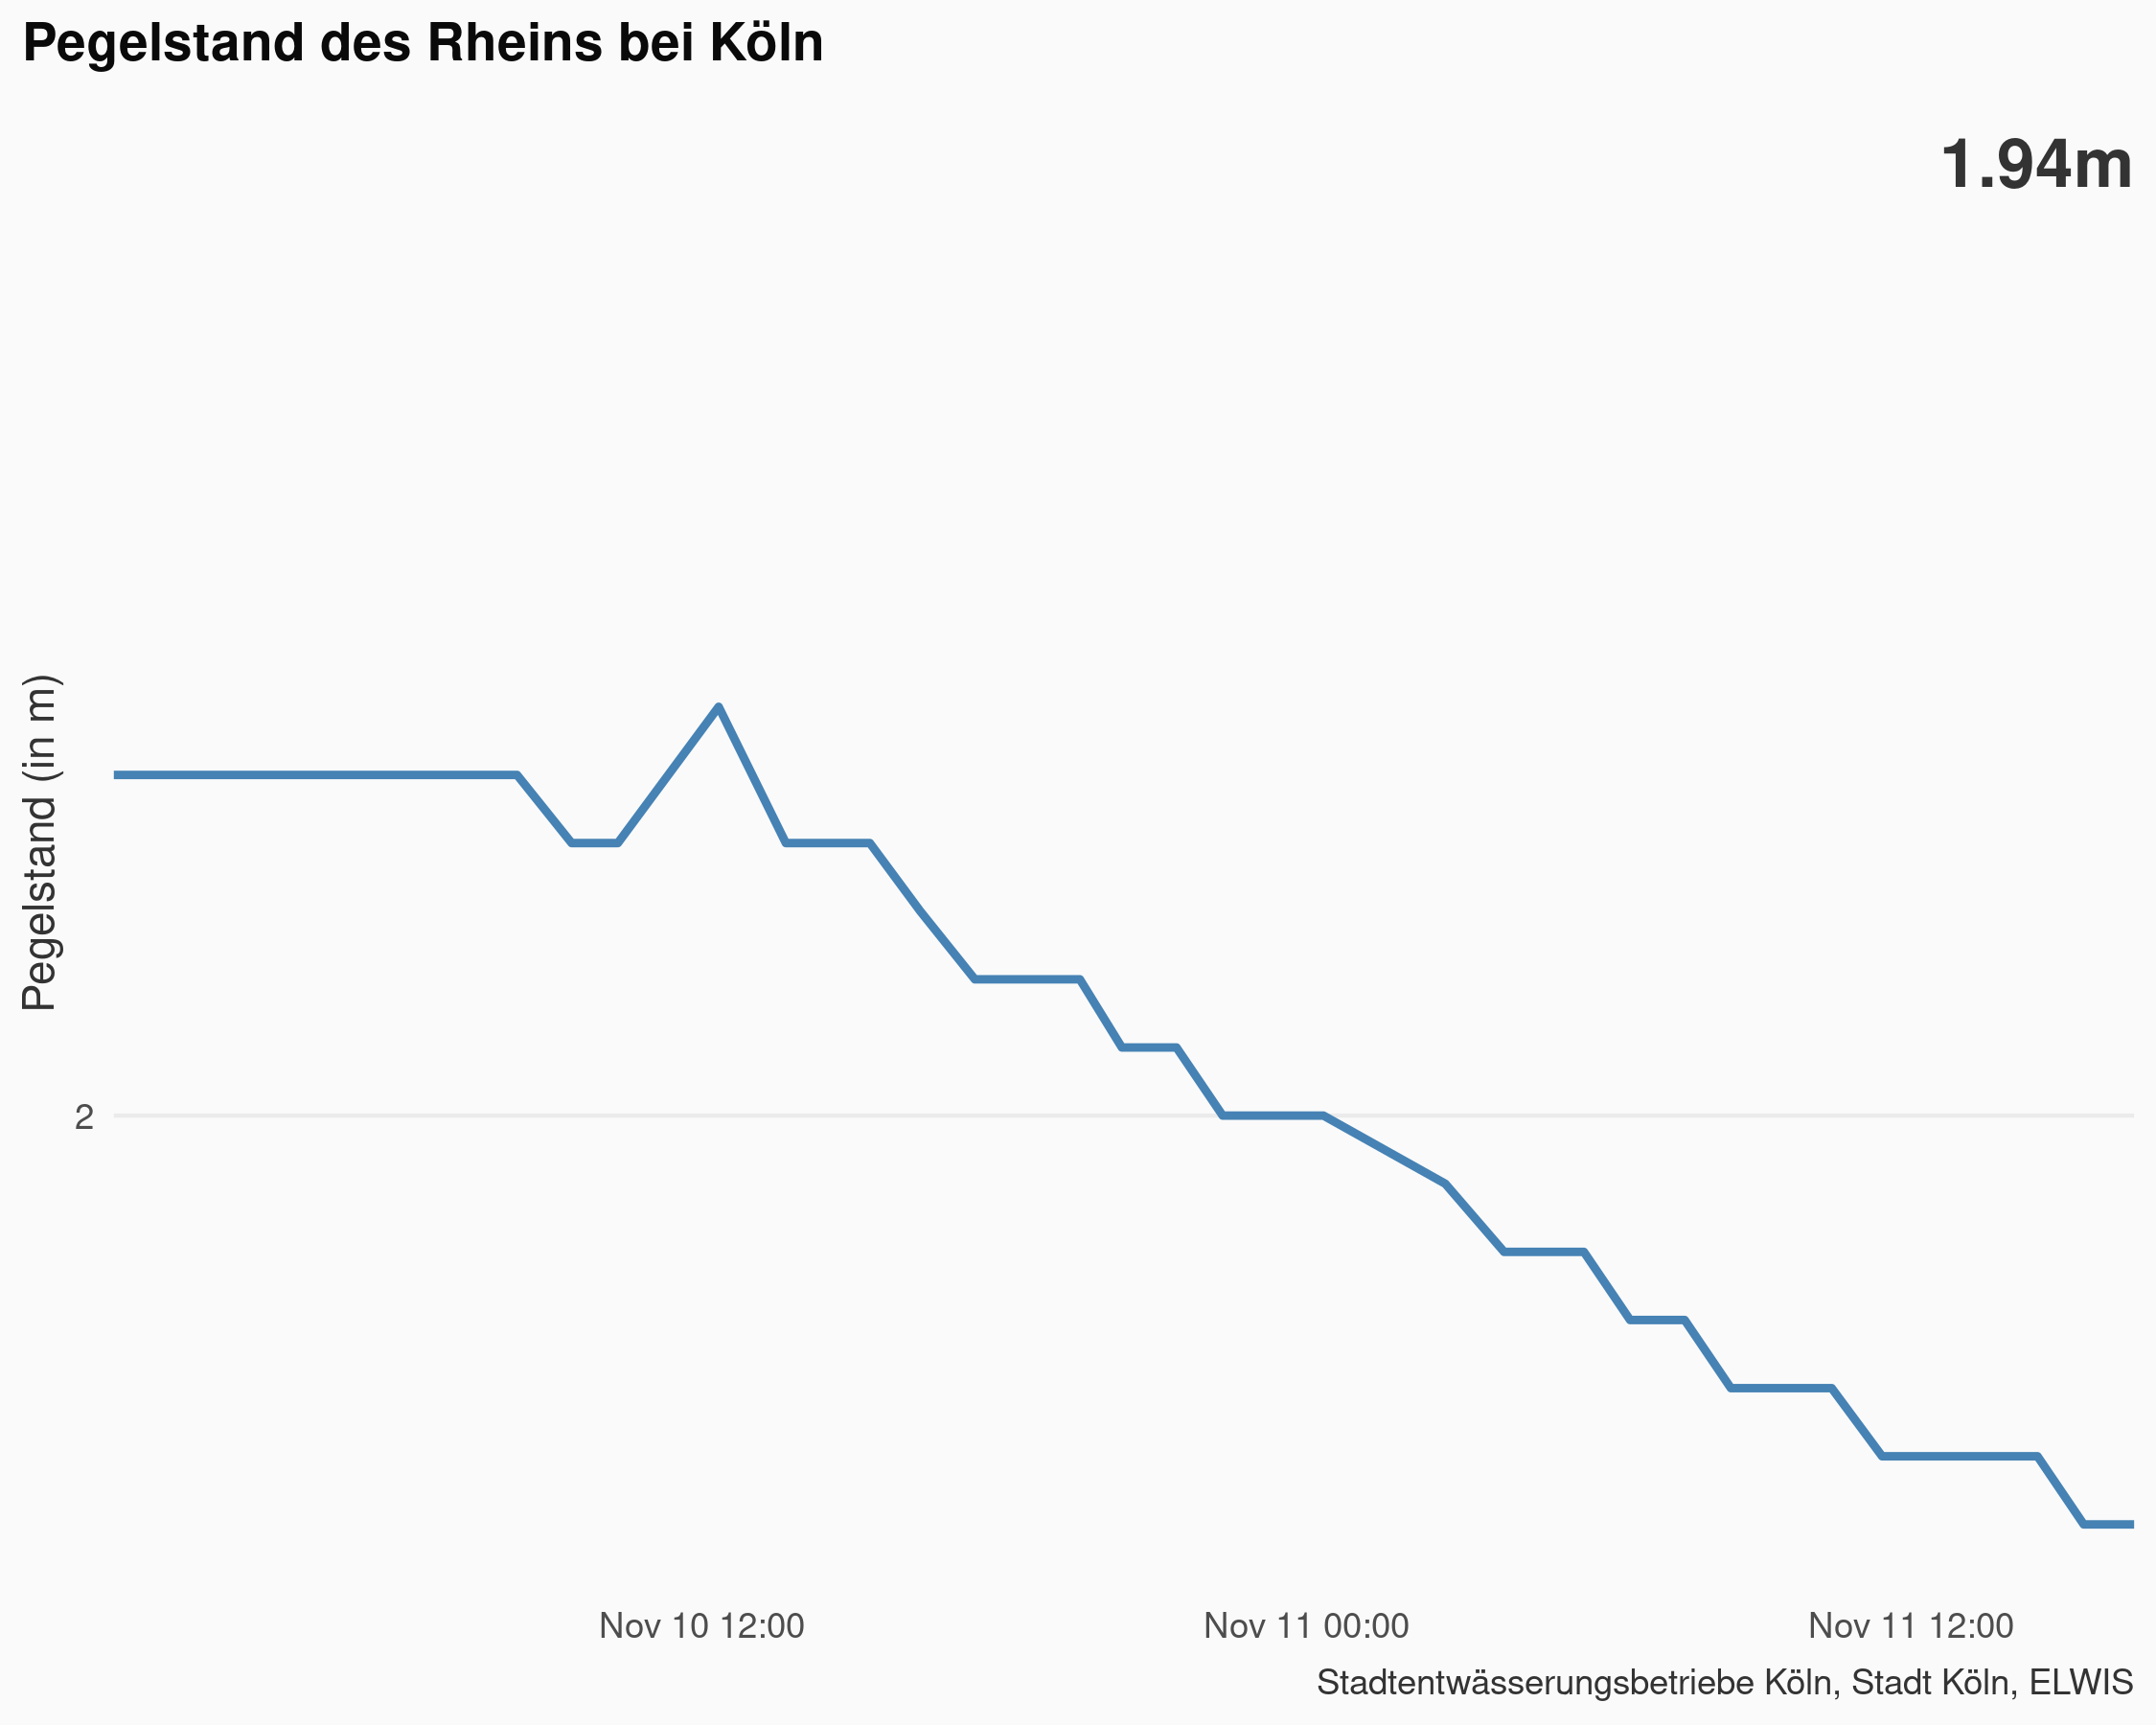 Pegelstand des Rheins bei Köln
1.94m
Pegelstand (in m)
2
Nov 10 12:00
Nov 11 00:00
Nov 11 12:00
Stadtentwässerungsbetriebe Köln, Stadt Köln, ELWIS